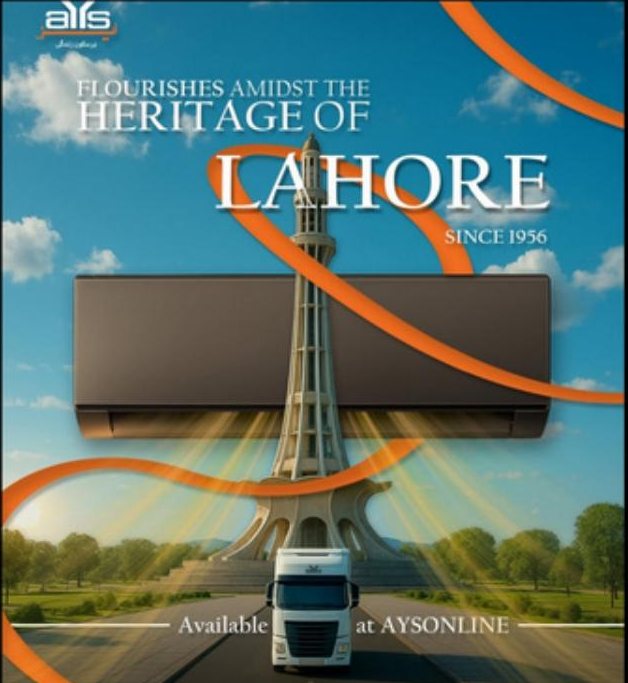 aYs
FLOURISHES AMIDST THE
HERITAGE OF
LAHORE
SINCE 1956
Available at AYSONLINE